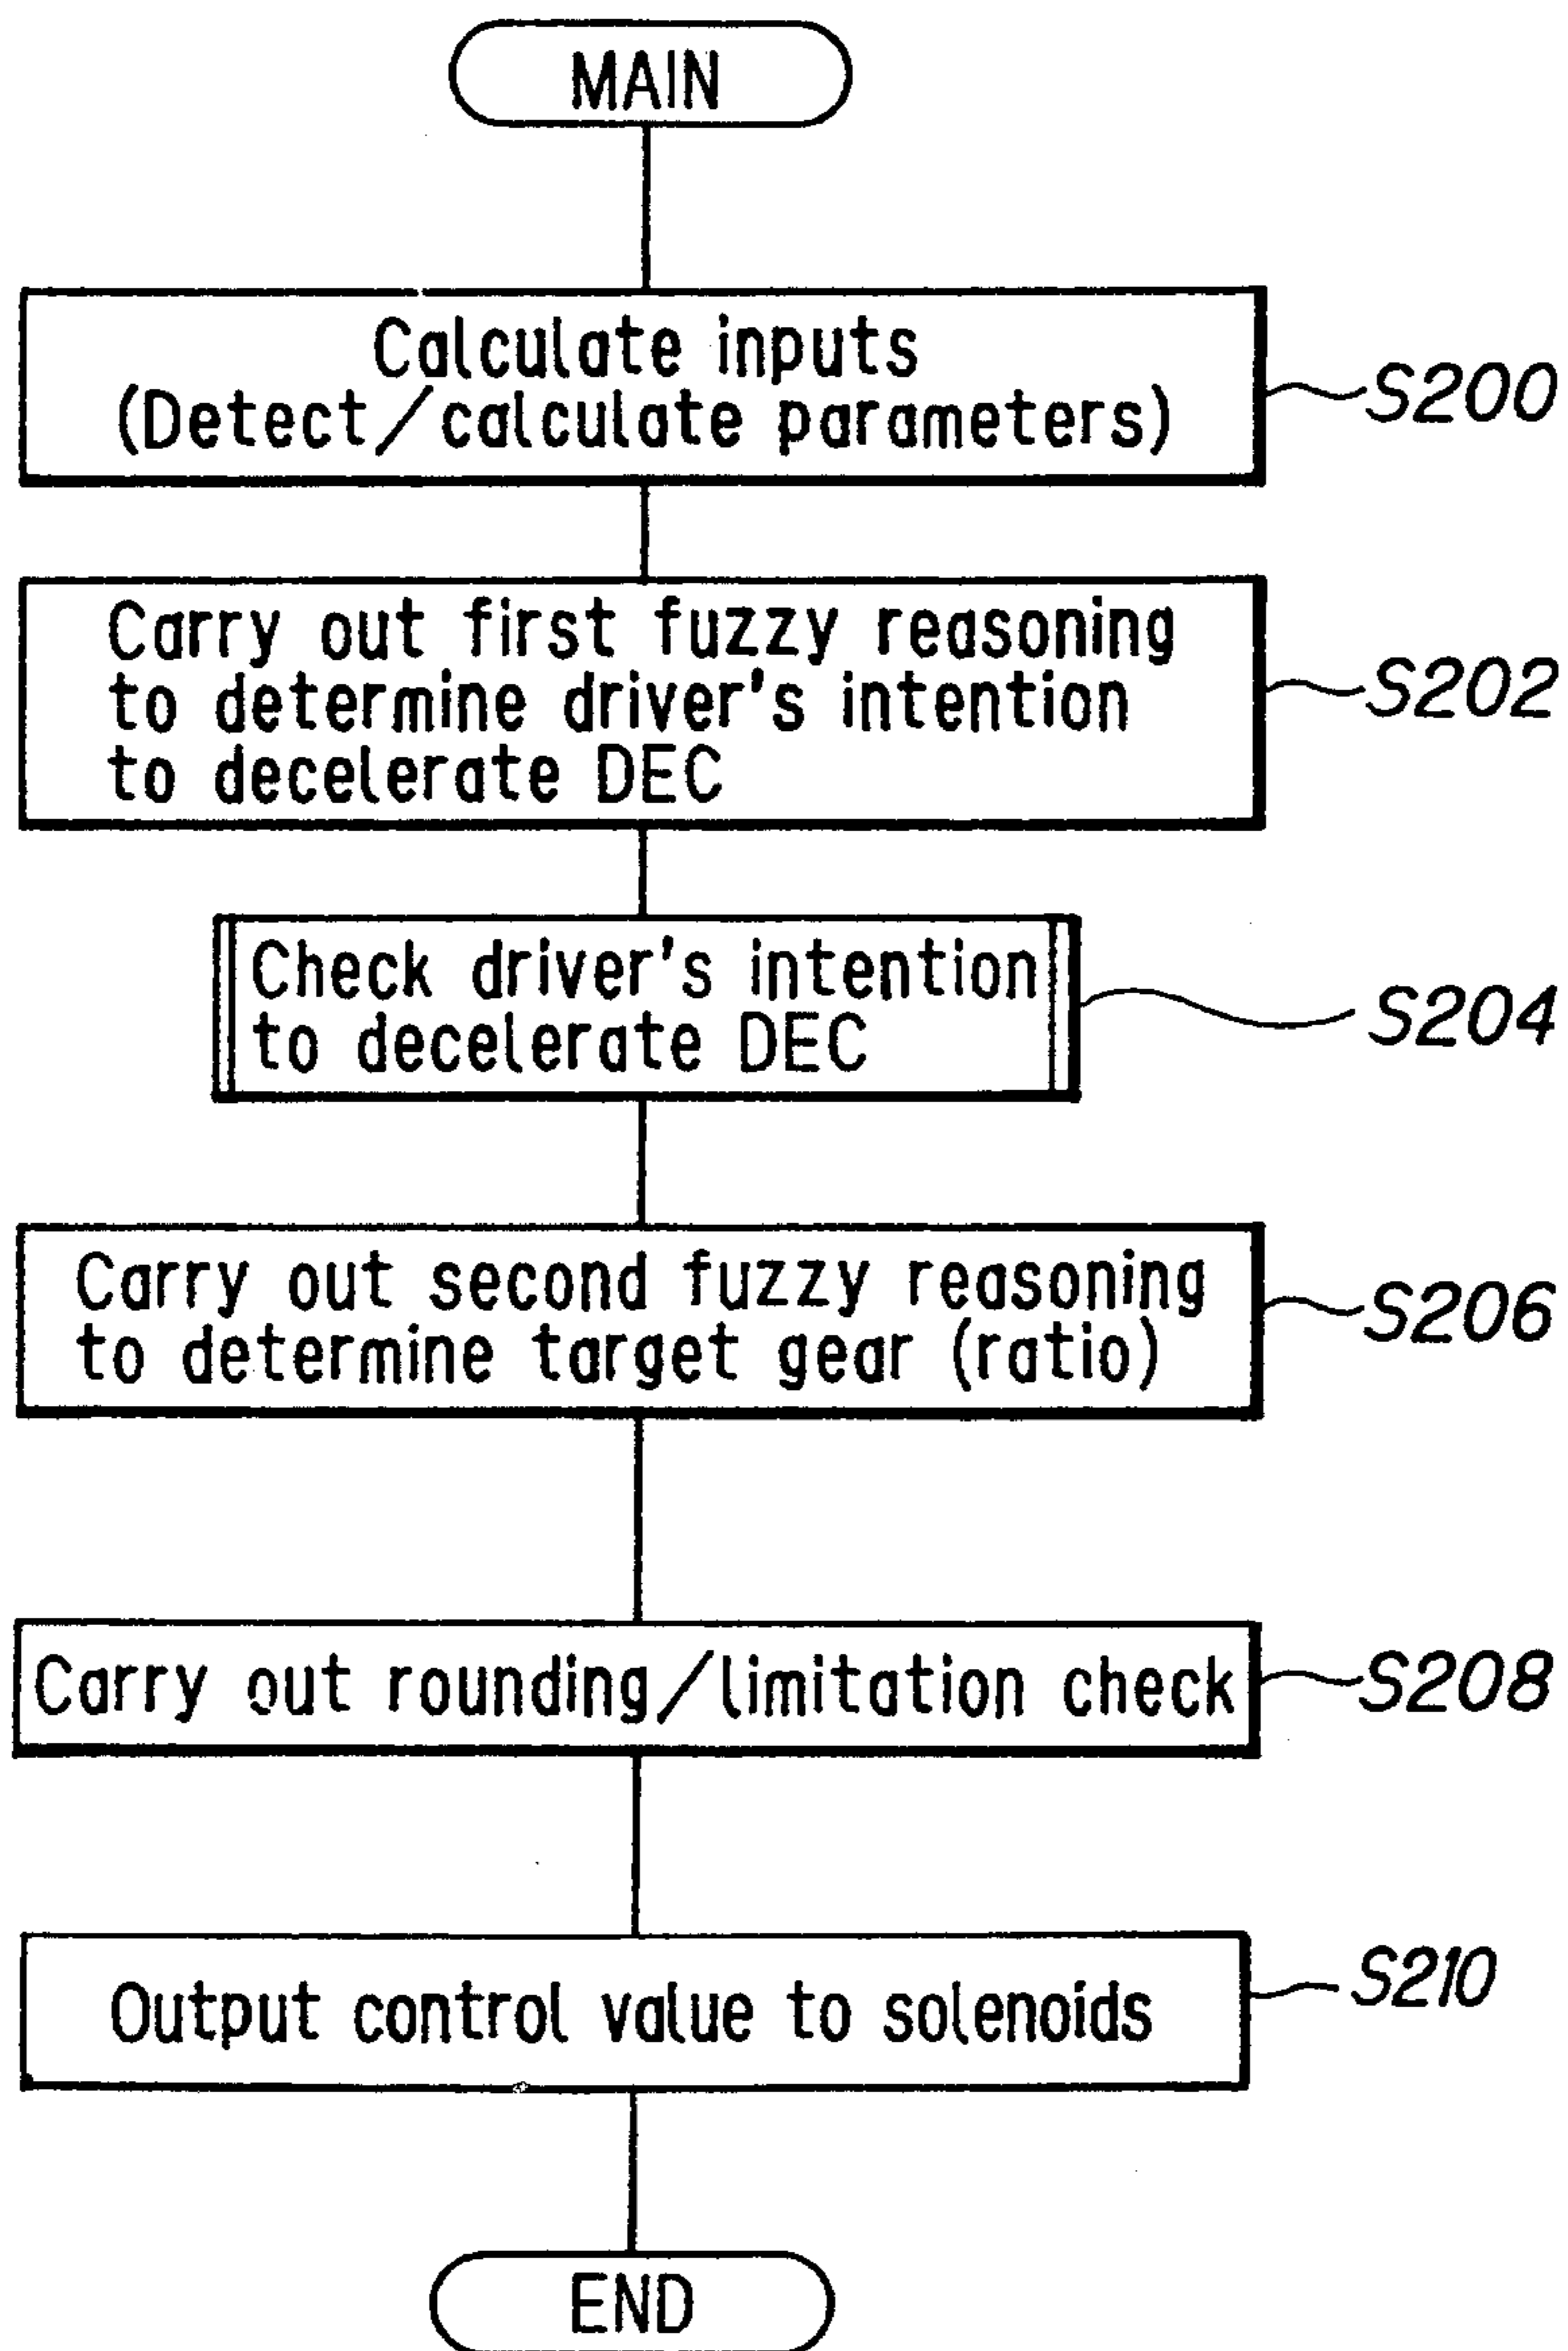 MAIN
Calculate inputs
(Detect/calculate parameters)
S200
Carry out first fuzzy reasoning
to determine driver's intention
to decelerate DEC
S202
Check driver's intention
to decelerate DEC
S204
Carry out second fuzzy reasoning
to determine target gear (ratio)
S206
Carry out rounding/limitation check
S208
Output control value to solenoids
S210
END